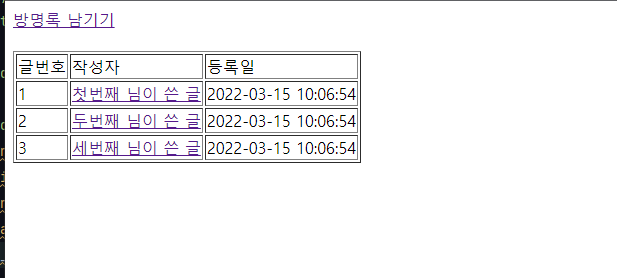 방명록 남기기
글번호 작성자 등록일
1 첫번째 님이 쓴 글 2022-03-15 10:06:54
2 두번째 님이 쓴 글 2022-03-15 10:06:54
3 세번째 님이 쓴 글 2022-03-15 10:06:54